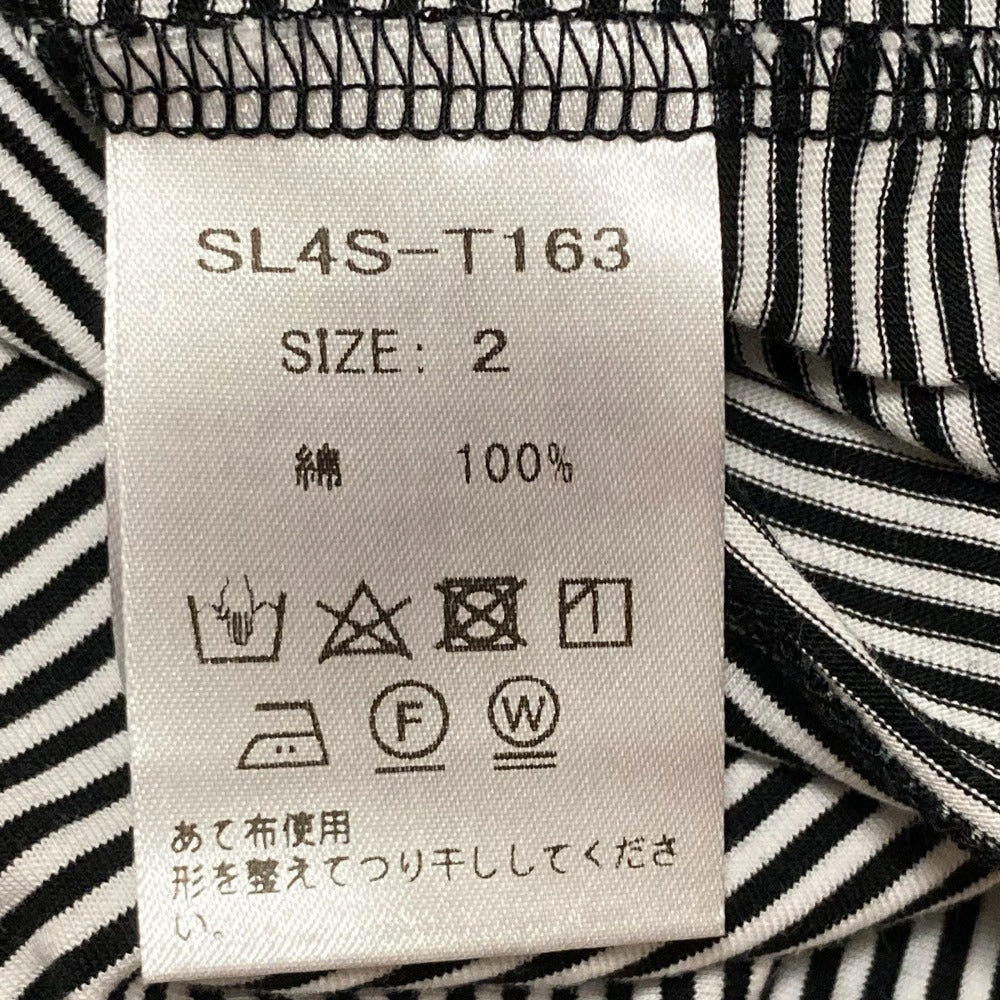 SL4S-T163
SIZE: 2
綿 100%
F W
あて布使用
形を整えてつり干ししてくださ
い。